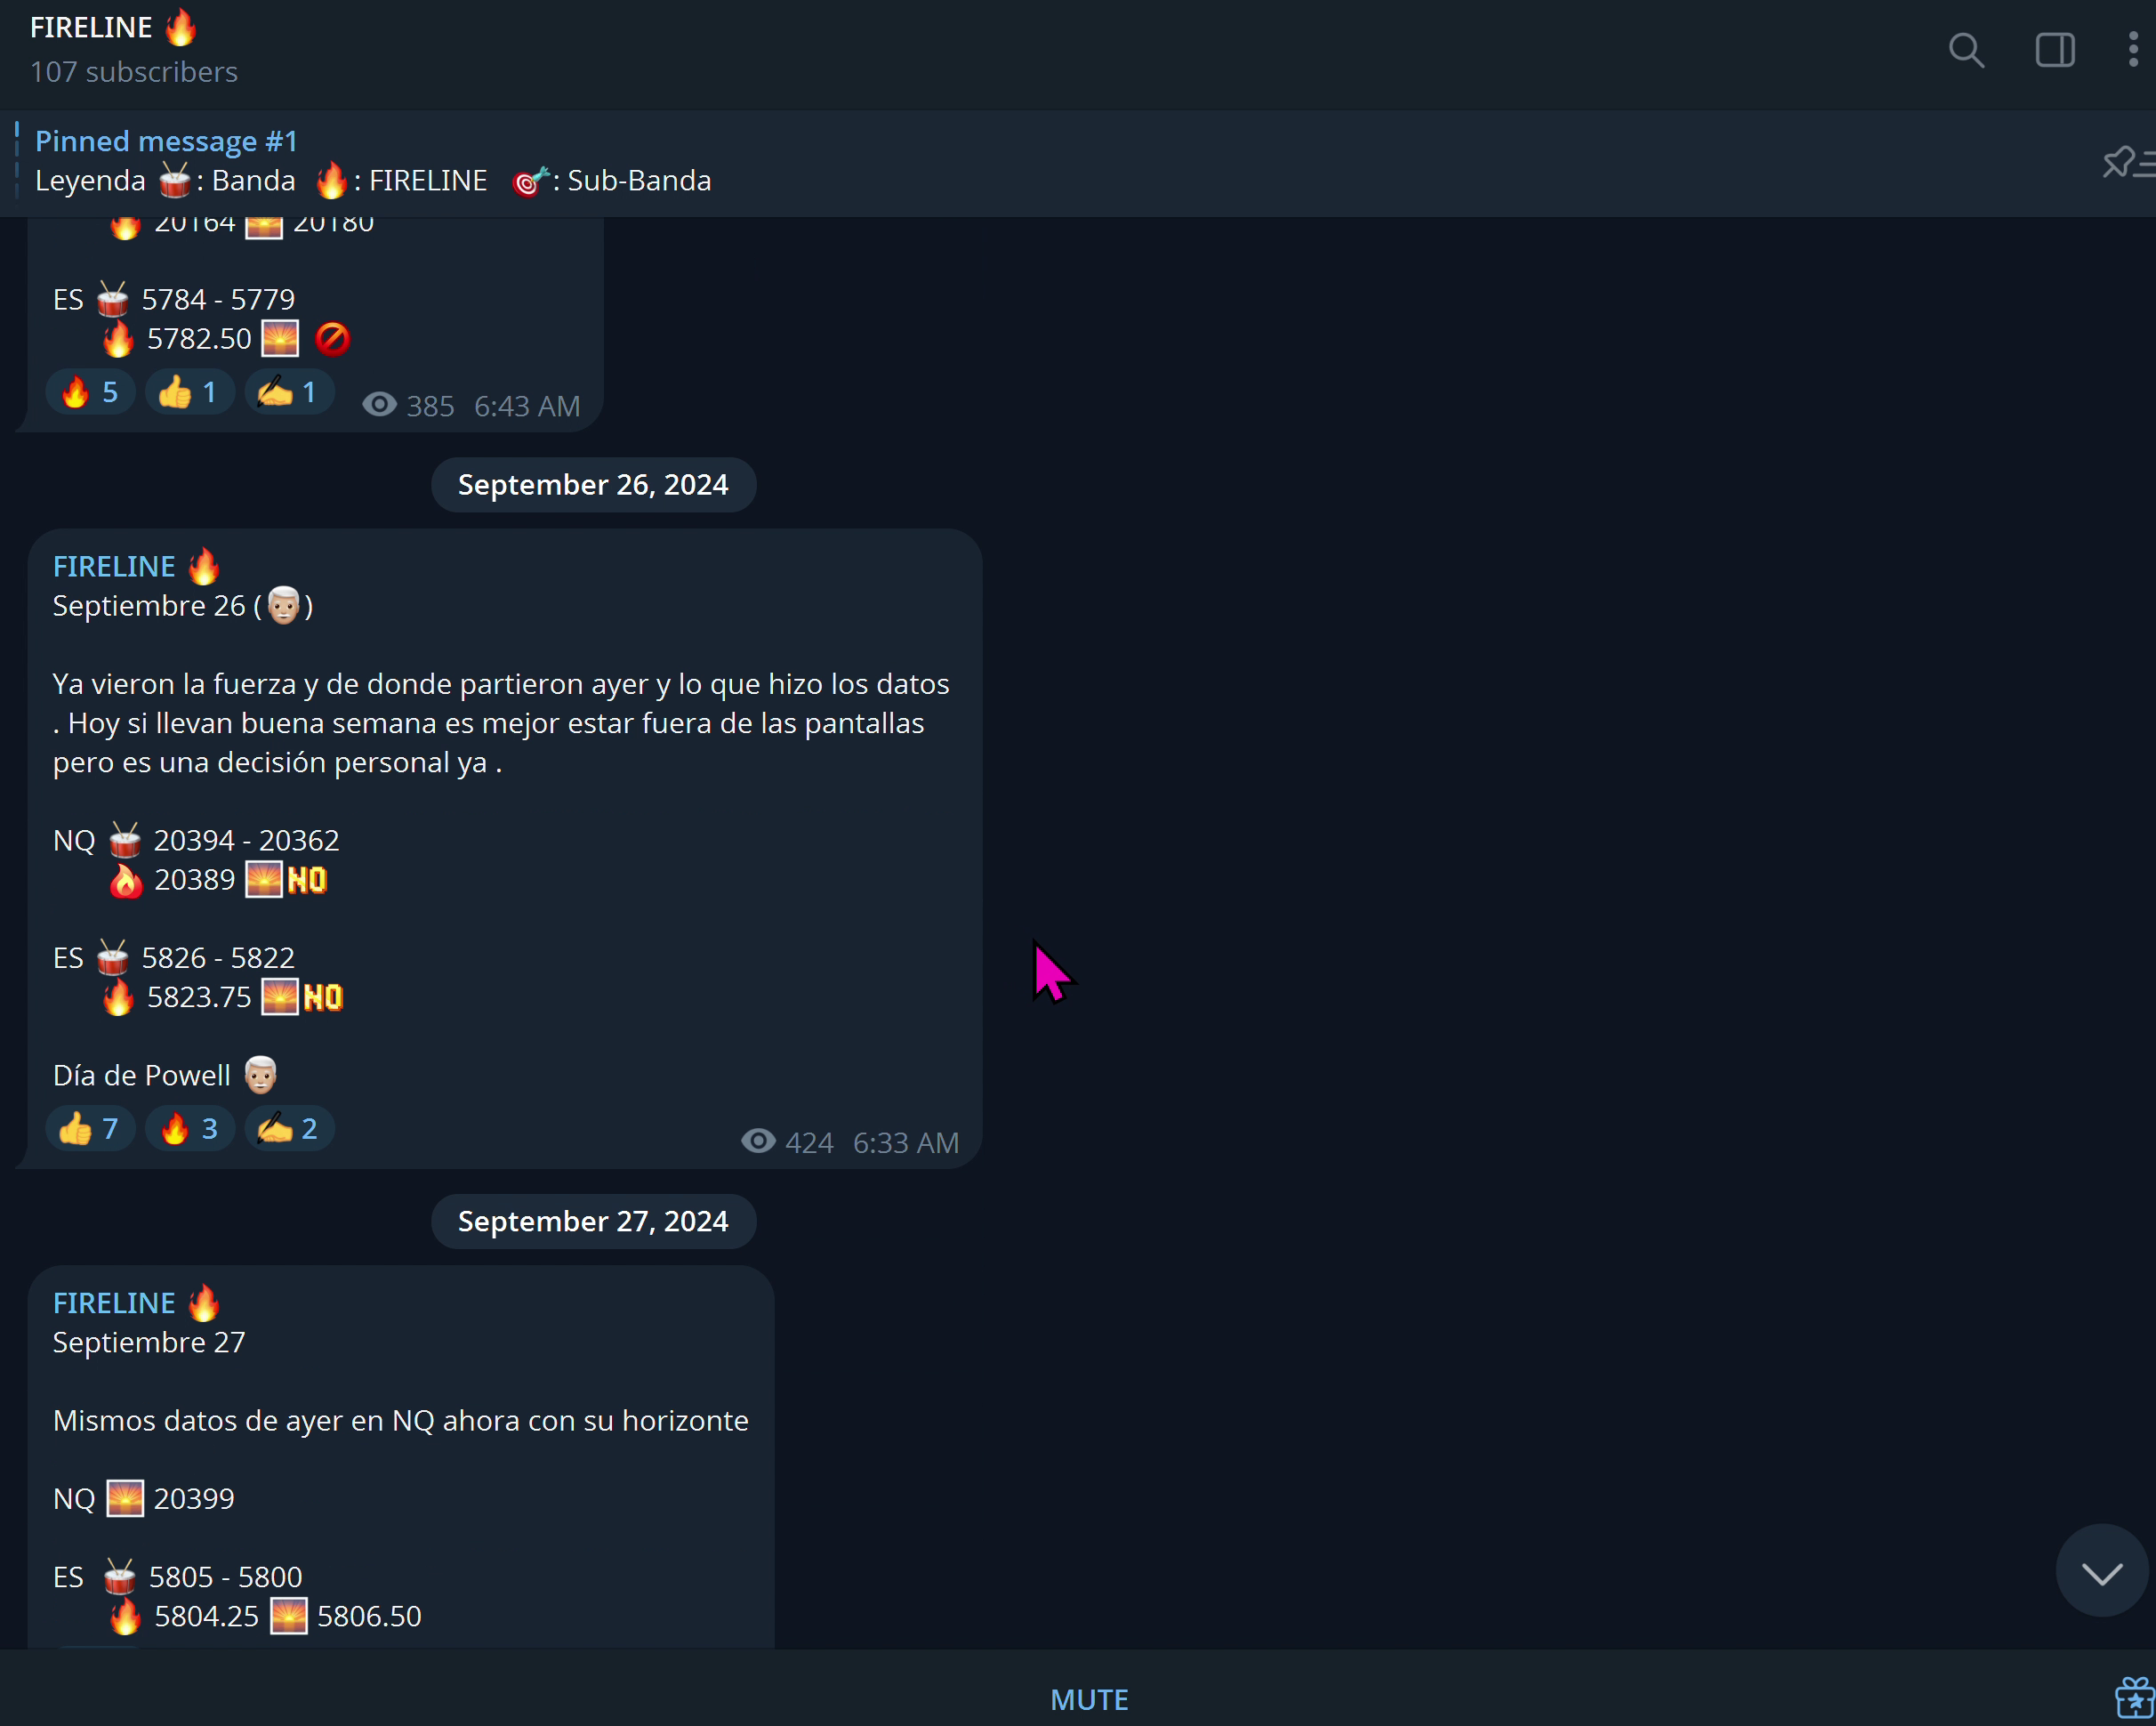 FIRELINE 🔥
107 subscribers
Pinned message #1
Leyenda 🥁: Banda 🔥: FIRELINE 🎯: Sub-Banda
🔥 20164 🌅 20180
ES 🥁 5784 - 5779
🔥 5782.50 🌅 🚫
🔥 5 👍 1 ✍️ 1 385 6:43 AM
September 26, 2024
FIRELINE 🔥
Septiembre 26 (👨🏼‍🦳)
Ya vieron la fuerza y de donde partieron ayer y lo que hizo los datos
. Hoy si llevan buena semana es mejor estar fuera de las pantallas
pero es una decisión personal ya .
NQ 🥁 20394 - 20362
🔥 20389 🌅NO
ES 🥁 5826 - 5822
🔥 5823.75 🌅NO
Día de Powell 👨🏼‍🦳
👍 7 🔥 3 ✍️ 2 424 6:33 AM
September 27, 2024
FIRELINE 🔥
Septiembre 27
Mismos datos de ayer en NQ ahora con su horizonte
NQ 🌅 20399
ES 🥁 5805 - 5800
🔥 5804.25 🌅 5806.50
MUTE